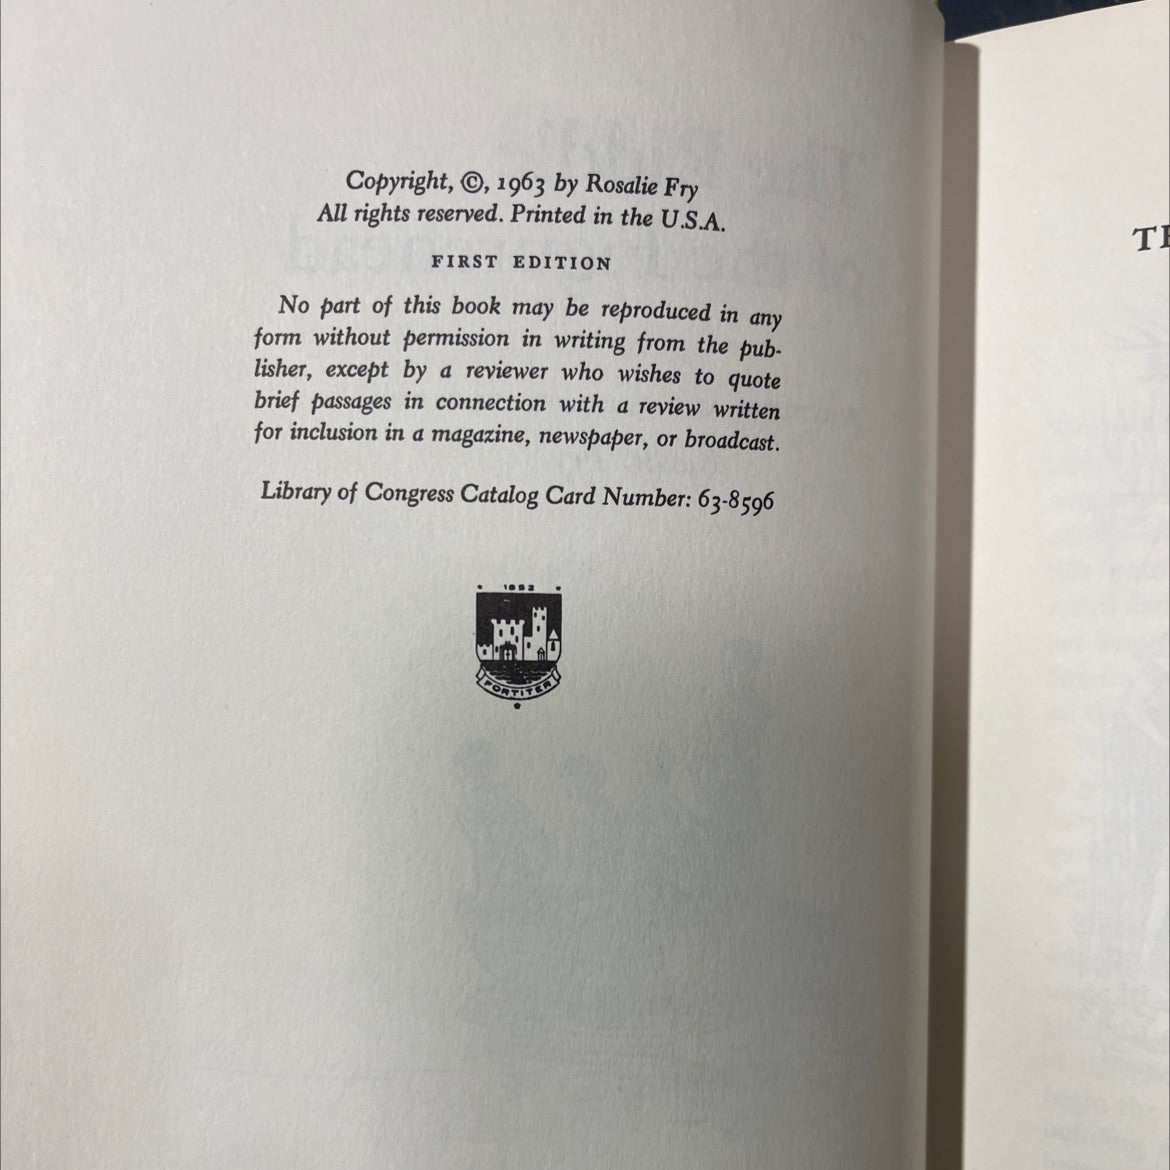 Copyright, ©, 1963 by Rosalie Fry
All rights reserved. Printed in the U.S.A.
FIRST EDITION
No part of this book may be reproduced in any
form without permission in writing from the pub-
lisher, except by a reviewer who wishes to quote
brief passages in connection with a review written
for inclusion in a magazine, newspaper, or broadcast.
Library of Congress Catalog Card Number: 63-8596
1852
FORTITER